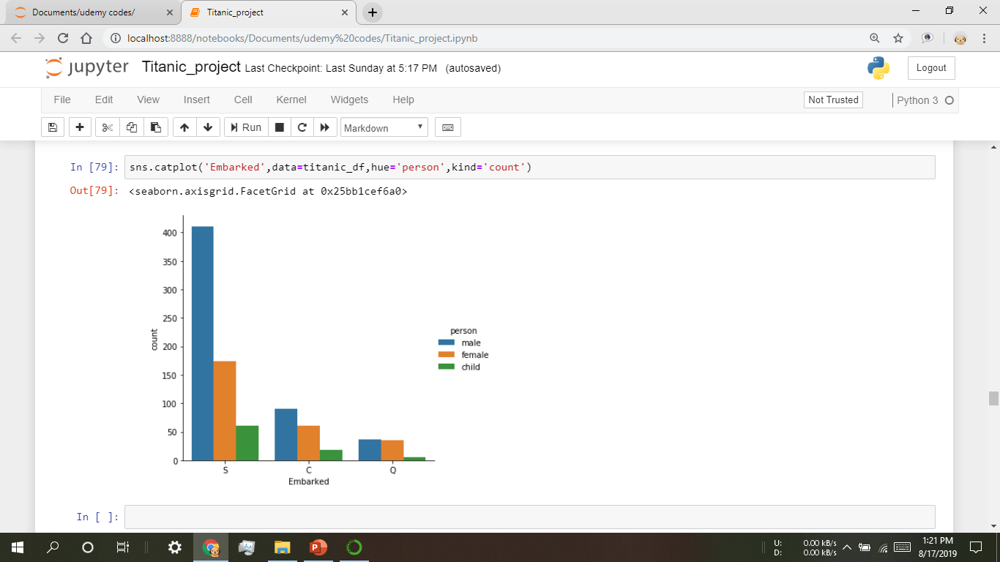 Documents/udemy codes/
Titanic_project
localhost:8888/notebooks/Documents/udemy%20codes/Titanic_project.ipynb
jupyter Titanic_project Last Checkpoint: Last Sunday at 5:17 PM (autosaved)
Logout
File Edit View Insert Cell Kernel Widgets Help
Not Trusted
Python 3
Run
Markdown
In [79]: sns.catplot('Embarked',data=titanic_df,hue='person',kind='count')
Out[79]: <seaborn.axisgrid.FacetGrid at 0x25bb1cef6a0>
400
350
300
250
200
150
100
50
0
count
S C Q
Embarked
person
male
female
child
In [ ]:
U: 0.00 kB/s
D: 0.00 kB/s
1:21 PM
8/17/2019